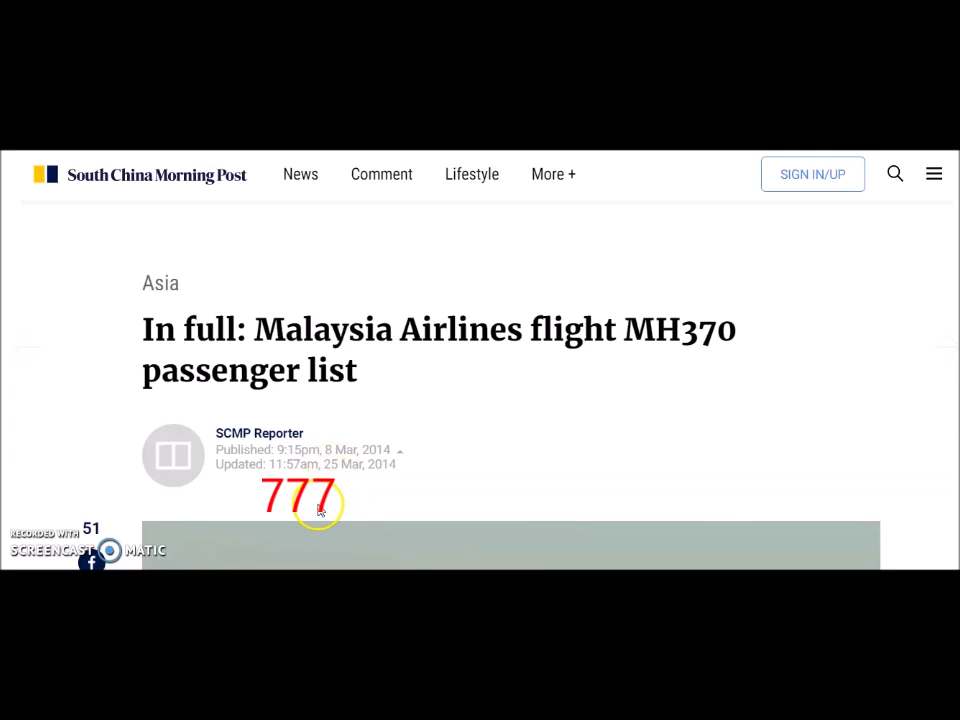 South China Morning Post News Comment Lifestyle More + SIGN IN/UP
Asia
In full: Malaysia Airlines flight MH370
passenger list
SCMP Reporter
Published: 9:15pm, 8 Mar, 2014
Updated: 11:57am, 25 Mar, 2014
777
51
RECORDED WITH
SCREENCAST MATIC
f